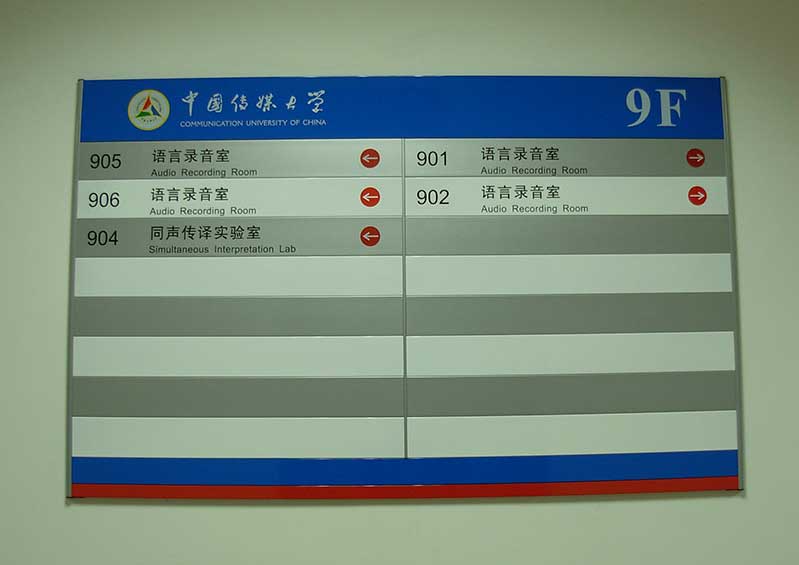 中国传媒大学
COMMUNICATION UNIVERSITY OF CHINA
9F
905 语言录音室
Audio Recording Room
906 语言录音室
Audio Recording Room
904 同声传译实验室
Simultaneous Interpretation Lab
901 语言录音室
Audio Recording Room
902 语言录音室
Audio Recording Room